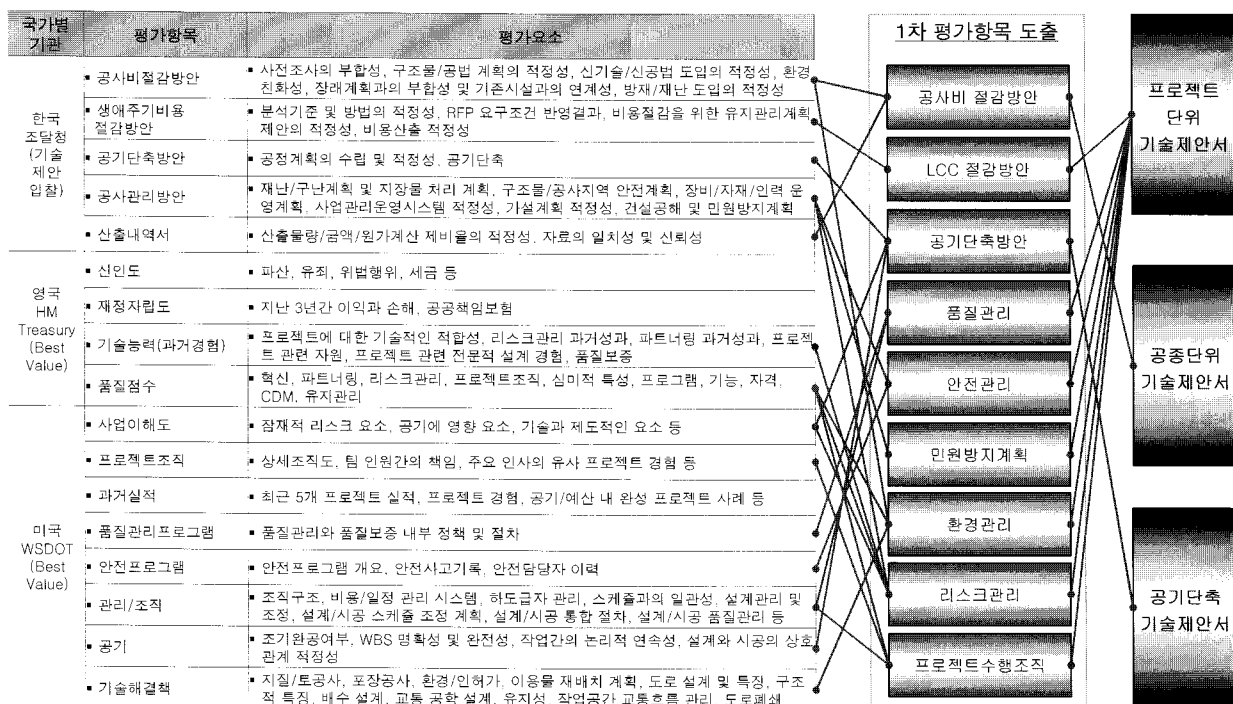 국가별
기관
평가항목
평가요소
한국
조달청
(기술
제안
입찰)
▪ 공사비절감방안
▪ 사전조사의 부합성, 구조물/공법 계획의 적정성, 신기술/신공법 도입의 적정성, 환경
친화성, 장래계획과의 부합성 및 기존시설과의 연계성, 방재/재난 도입의 적정성
▪ 생애주기비용
절감방안
▪ 분석기준 및 방법의 적정성, RFP 요구조건 반영결과, 비용절감을 위한 유지관리계획
제안의 적정성, 비용산출 적정성
▪ 공기단축방안
▪ 공정계획의 수립 및 적정성, 공기단축
▪ 공사관리방안
▪ 재난/구난계획 및 지장물 처리 계획, 구조물/공사지역 안전계획, 장비/자재/인력 운
영계획, 사업관리운영시스템 적정성, 가설계획 적정성, 건설공해 및 민원방지계획
▪ 산출내역서
▪ 산출물량/금액/원가계산 제비율의 적정성, 자료의 일치성 및 신뢰성
영국
HM
Treasury
(Best
Value)
▪ 신인도
▪ 파산, 유죄, 위법행위, 세금 등
▪ 재정자립도
▪ 지난 3년간 이익과 손해, 공공책임보험
▪ 기술능력(과거경험)
▪ 프로젝트에 대한 기술적인 적합성, 리스크관리 과거성과, 파트너링 과거성과, 프로젝
트 관련 자원, 프로젝트 관련 전문적 설계 경험, 품질보증
▪ 품질점수
▪ 혁신, 파트너링, 리스크관리, 프로젝트조직, 심미적 특성, 프로그램, 기능, 자격,
CDM, 유지관리
미국
WSDOT
(Best
Value)
▪ 사업이해도
▪ 잠재적 리스크 요소, 공기에 영향 요소, 기술과 제도적인 요소 등
▪ 프로젝트조직
▪ 상세조직도, 팀 인원간의 책임, 주요 인사의 유사 프로젝트 경험 등
▪ 과거실적
▪ 최근 5개 프로젝트 실적, 프로젝트 경험, 공기/예산 내 완성 프로젝트 사례 등
▪ 품질관리프로그램
▪ 품질관리와 품질보증 내부 정책 및 절차
▪ 안전프로그램
▪ 안전프로그램 개요, 안전사고기록, 안전담당자 이력
▪ 관리/조직
▪ 조직구조, 비용/일정 관리 시스템, 하도급자 관리, 스케쥴과의 일관성, 설계관리 및
조정, 설계/시공 스케쥴 조정 계획, 설계/시공 통합 절차, 설계/시공 품질관리 등
▪ 공기
▪ 조기완공여부, WBS 명확성 및 완전성, 작업간의 논리적 연속성, 설계와 시공의 상호
관계 적정성
▪ 기술해결책
▪ 지질/토공사, 포장공사, 환경/인허가, 이용물 재배치 계획, 도로 설계 및 특징, 구조
적 특징, 배수 설계, 교통 공학 설계, 유지성, 작업공간 교통흐름 관리, 도로폐쇄
1차 평가항목 도출
공사비 절감방안
LCC 절감방안
공기단축방안
품질관리
안전관리
민원방지계획
환경관리
리스크관리
프로젝트수행조직
프로젝트
단위
기술제안서
공종단위
기술제안서
공기단축
기술제안서